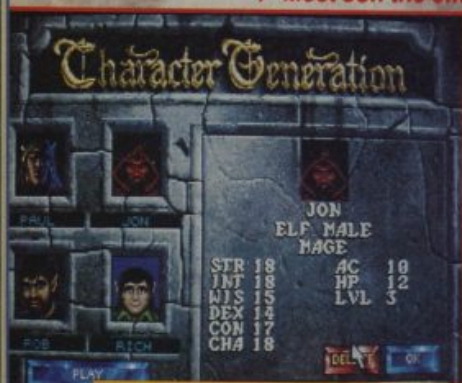 Character Generation
PAUL JON
JON
ELF MALE
MAGE
STR 18 AC 10
INT 18 HP 12
WIS 15 LVL 3
DEX 14
CON 17
CHA 18
ROB RICH
OK
PLAY